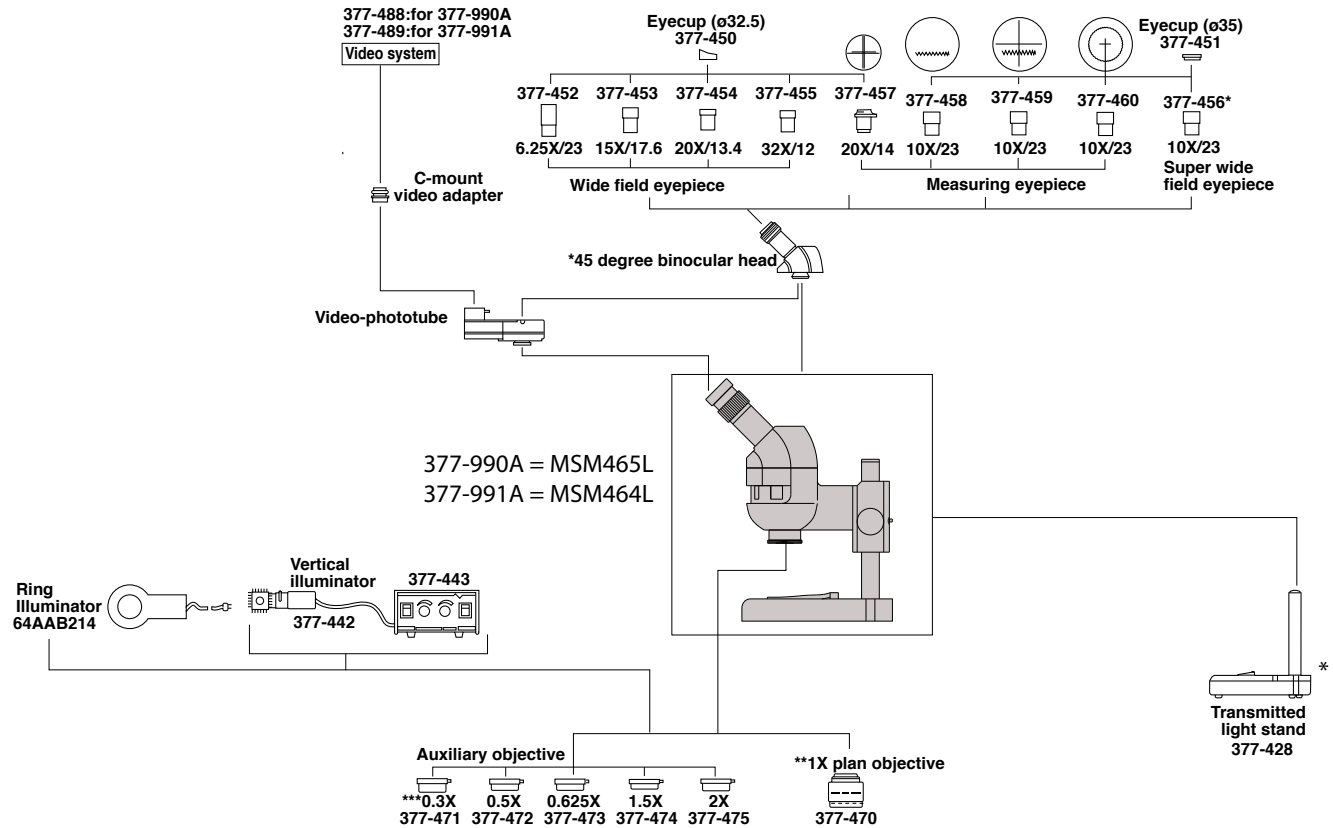 377-488:for 377-990A
377-489:for 377-991A
Video system
Eyecup (ø32.5)
377-450
Eyecup (ø35)
377-451
377-452
377-453
377-454
377-455
377-457
377-458
377-459
377-460
377-456*
6.25X/23
15X/17.6
20X/13.4
32X/12
20X/14
10X/23
10X/23
10X/23
10X/23
Wide field eyepiece
Measuring eyepiece
Super wide
field eyepiece
C-mount
video adapter
*45 degree binocular head
Video-phototube
377-990A = MSM465L
377-991A = MSM464L
Ring
Illuminator
64AAB214
Vertical
illuminator
377-442
377-443
*
Transmitted
light stand
377-428
Auxiliary objective
***0.3X
377-471
0.5X
377-472
0.625X
377-473
1.5X
377-474
2X
377-475
**1X plan objective
377-470